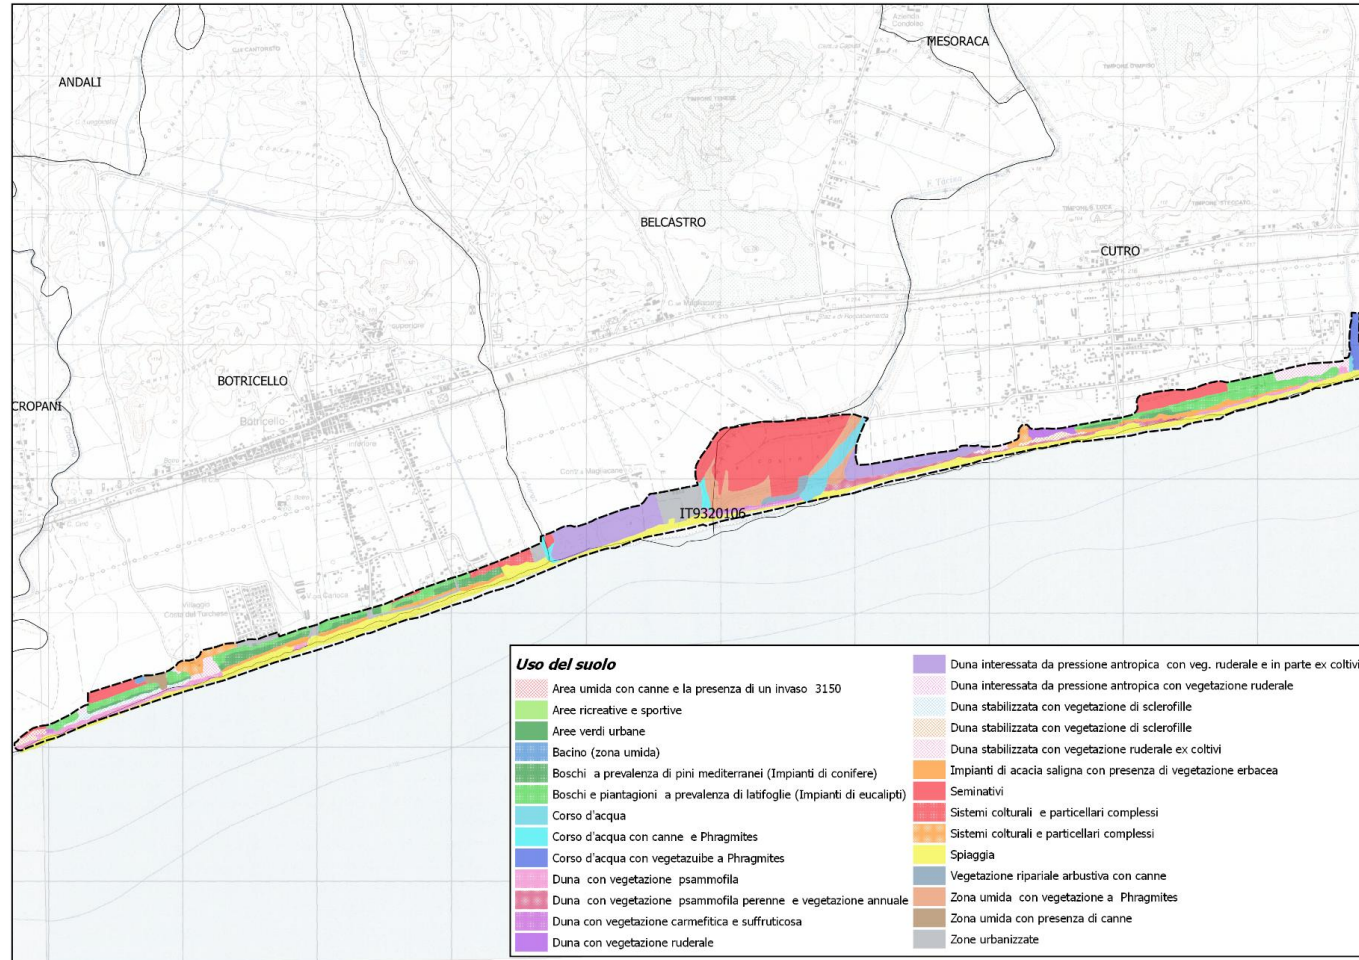 Azienda
Condoleo
MESORACA
ANDALI
F. Tacina
BELCASTRO
CUTRO
superiore
BOTRICELLO
CROPANI
Botricello
inferiore
IT9320106
Villaggio
Uso del suolo
Area umida con canne e la presenza di un invaso 3150
Aree ricreative e sportive
Aree verdi urbane
Bacino (zona umida)
Boschi a prevalenza di pini mediterranei (Impianti di conifere)
Boschi e piantagioni a prevalenza di latifoglie (Impianti di eucalipti)
Corso d'acqua
Corso d'acqua con canne e Phragmites
Corso d'acqua con vegetazuibe a Phragmites
Duna con vegetazione psammofila
Duna con vegetazione psammofila perenne e vegetazione annuale
Duna con vegetazione carmefitica e suffruticosa
Duna con vegetazione ruderale
Duna interessata da pressione antropica con veg. ruderale e in parte ex coltivi
Duna interessata da pressione antropica con vegetazione ruderale
Duna stabilizzata con vegetazione di sclerofille
Duna stabilizzata con vegetazione di sclerofille
Duna stabilizzata con vegetazione ruderale ex coltivi
Impianti di acacia saligna con presenza di vegetazione erbacea
Seminativi
Sistemi colturali e particellari complessi
Sistemi colturali e particellari complessi
Spiaggia
Vegetazione ripariale arbustiva con canne
Zona umida con vegetazione a Phragmites
Zona umida con presenza di canne
Zone urbanizzate